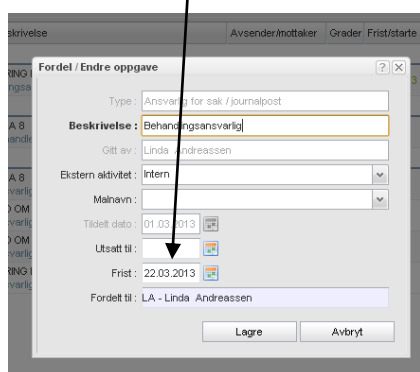 skrivelse Avsender/mottaker Grader Frist/starte
Fordel / Endre oppgave
Type : Ansvarlig for sak / journalpost
Beskrivelse : Behandingsansvarlig
Gitt av : Linda Andreassen
Ekstern aktivitet : Intern
Malnavn :
Tildelt dato : 01.03.2013
Utsatt til :
Frist : 22.03.2013
Fordelt til : LA - Linda Andreassen
Lagre Avbryt